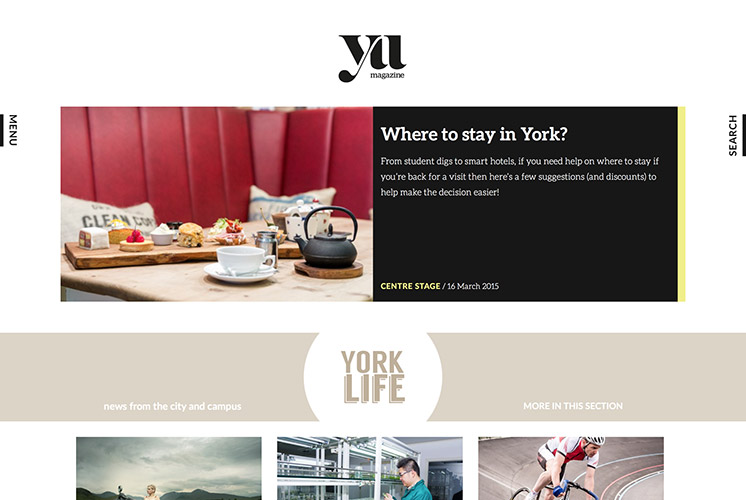 yu
magazine
MENU
SEARCH
Where to stay in York?
From student digs to smart hotels, if you need help on where to stay if
you're back for a visit then here's a few suggestions (and discounts) to
help make the decision easier!
CENTRE STAGE / 16 March 2015
CLEAN
YORK
LIFE
news from the city and campus
MORE IN THIS SECTION